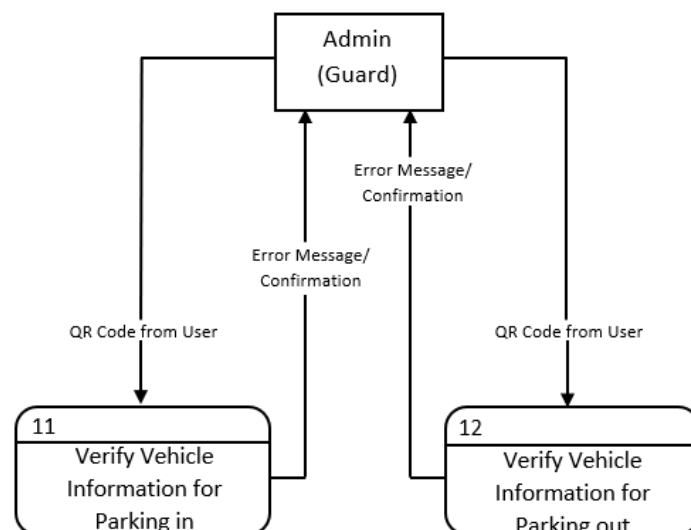 Admin
(Guard)
Error Message/
Confirmation
Error Message/
Confirmation
QR Code from User
QR Code from User
11
Verify Vehicle
Information for
Parking in
12
Verify Vehicle
Information for
Parking out